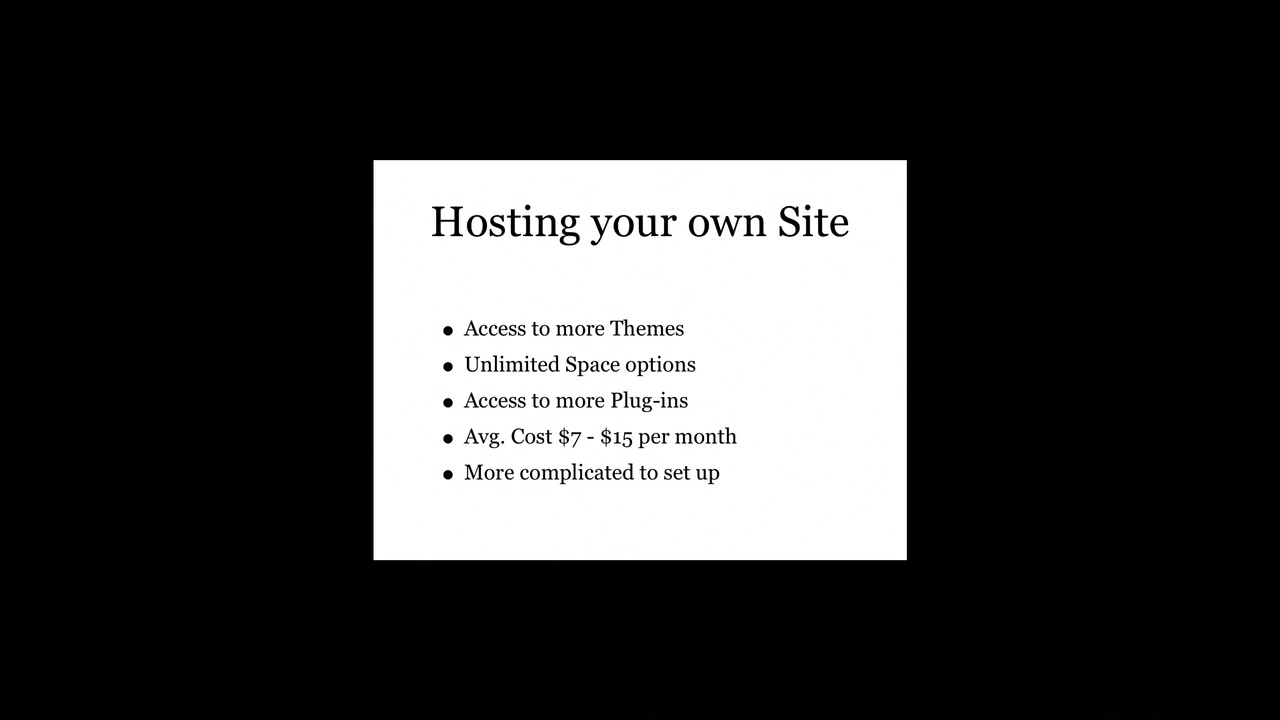 Hosting your own Site
● Access to more Themes
● Unlimited Space options
● Access to more Plug-ins
● Avg. Cost $7 - $15 per month
● More complicated to set up